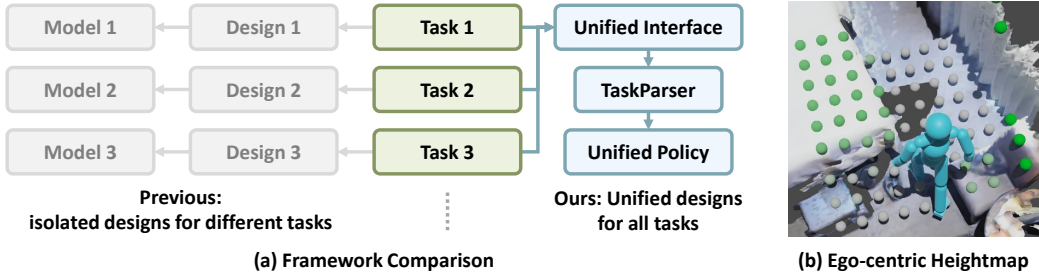 Model 1
Design 1
Task 1
Unified Interface
Model 2
Design 2
Task 2
TaskParser
Model 3
Design 3
Task 3
Unified Policy
Previous:
isolated designs for different tasks
Ours: Unified designs
for all tasks
(a) Framework Comparison
(b) Ego-centric Heightmap